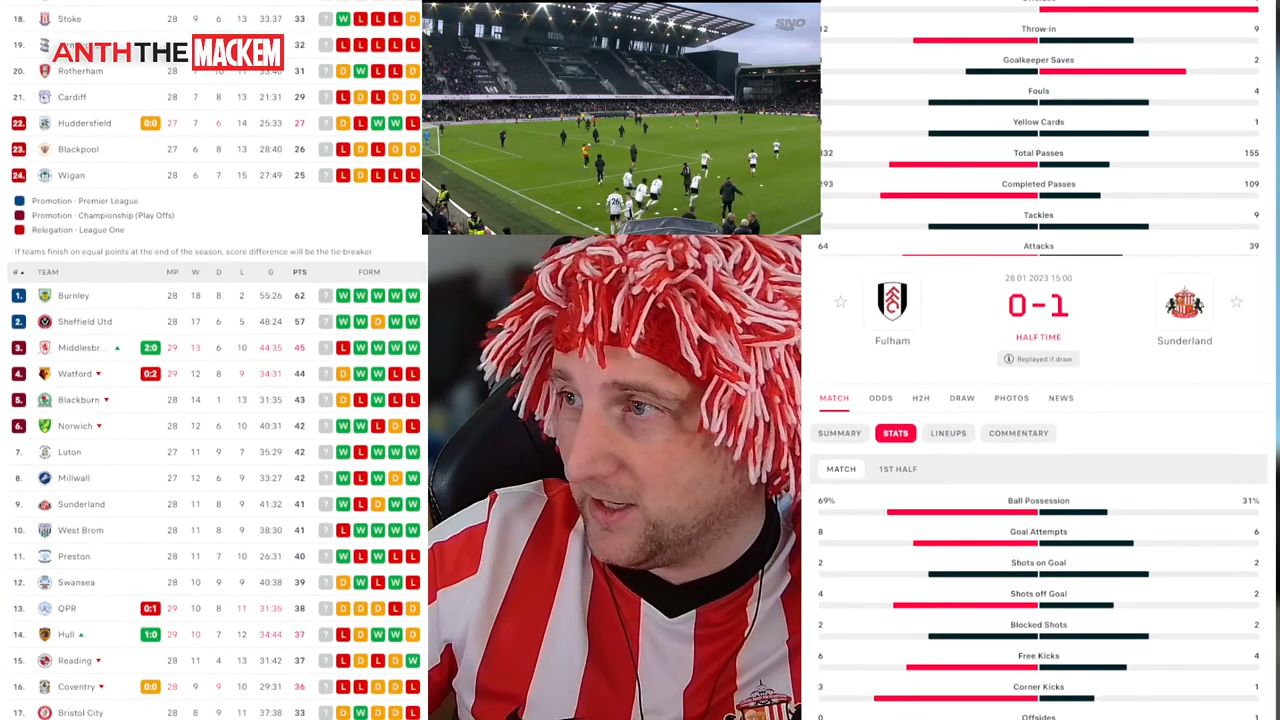 18. Stoke 28 9 6 13 33:37 33 ? W L L L D
19. 32 ? L L L L L
ANTHTHEMACKEM
20. Rotherham 28 31 ? D W L L D
21. Cardiff 28 7 8 13 21:31 29 ? L D L D D
22. Huddersfield 0:0 27 7 6 14 25:33 27 ? D L W W L
23. Blackpool 27 6 8 13 28:40 26 ? L D L D D
24. Wigan 28 6 7 15 27:49 25 ? L D L L L
Promotion - Premier League
Promotion - Championship (Play Offs)
Relegation - League One
If teams finish on equal points at the end of the season, score difference will be the tie-breaker.
# TEAM MP W D L G PTS FORM
1. Burnley 28 18 8 2 55:26 62 ? W W W W W
2. Sheffield Utd 28 17 6 5 48:24 57 ? W W D W W
3. Middlesbr... 2:0 29 13 6 10 44:35 45 ? L W W W W
4. Watford 0:2 29 12 8 9 34:31 44 ? D W W L L
5. Blackburn 28 14 1 13 31:35 43 ? D L W L L
6. Norwich 28 12 6 10 40:31 42 ? W W L D L
7. Luton 27 11 9 7 35:29 42 ? W L W W W
8. Millwall 27 12 6 9 33:27 42 ? W L W D W
9. Sunderland 28 11 8 9 41:32 41 ? W L D W W
10. West Brom 28 11 8 9 38:30 41 ? L W W W W
11. Preston 28 11 7 10 26:31 40 ? W L W L L
12. Swansea 28 10 9 9 40:38 39 ? D W L W L
13. QPR 0:1 29 10 8 11 31:35 38 ? D D D L D
14. Hull 1:0 29 10 7 12 34:44 37 ? L D W W D
15. Reading 28 11 4 13 31:42 37 ? L D L D W
16. Coventry 0:0 28 9 9 10 29:31 36 ? L L D D L
17. Bristol City 28 8 9 11 37:38 33 ? D W D D L
SNO
26
Throw-in 9
Goalkeeper Saves 2
Fouls 4
Yellow Cards 1
Total Passes 155
Completed Passes 109
Tackles 9
64 Attacks 39
28.01.2023 15:00
0-1
HALF TIME
Fulham Sunderland
Replayed if draw
MATCH ODDS H2H DRAW PHOTOS NEWS
SUMMARY STATS LINEUPS COMMENTARY
MATCH 1ST HALF
69% Ball Possession 31%
8 Goal Attempts 6
2 Shots on Goal 2
4 Shots off Goal 2
2 Blocked Shots 2
6 Free Kicks 4
3 Corner Kicks 1
0 Offsides